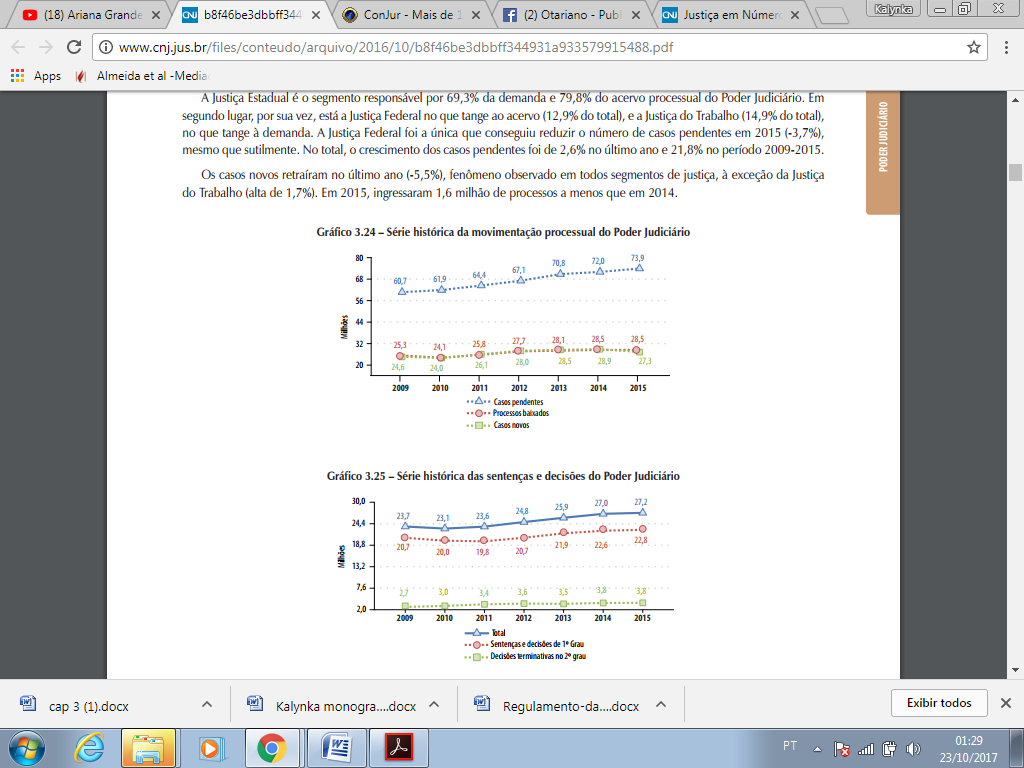 (18) Ariana Grande
b8f46be3dbbff344
ConJur - Mais de 1
(2) Otariano - Publ
Justiça em Número
Kalynka
www.cnj.jus.br/files/conteudo/arquivo/2016/10/b8f46be3dbbff344931a933579915488.pdf
Apps
Almeida et al -Media
A Justiça Estadual é o segmento responsável por 69,3% da demanda e 79,8% do acervo processual do Poder Judiciário. Em
segundo lugar, por sua vez, está a Justiça Federal no que tange ao acervo (12,9% do total), e a Justiça do Trabalho (14,9% do total),
no que tange à demanda. A Justiça Federal foi a única que conseguiu reduzir o número de casos pendentes em 2015 (-3,7%),
mesmo que sutilmente. No total, o crescimento dos casos pendentes foi de 2,6% no último ano e 21,8% no período 2009-2015.
Os casos novos retraíram no último ano (-5,5%), fenômeno observado em todos segmentos de justiça, à exceção da Justiça
do Trabalho (alta de 1,7%). Em 2015, ingressaram 1,6 milhão de processos a menos que em 2014.
PODER JUDICIÁRIO
Gráfico 3.24 – Série histórica da movimentação processual do Poder Judiciário
80
68
56
44
32
20
Milhões
60,7 61,9 64,4 67,1 70,8 72,0 73,9
25,3 24,1 25,8 27,7 28,1 28,5 28,5
24,6 24,0 26,1 28,0 28,5 28,9 27,3
2009 2010 2011 2012 2013 2014 2015
Casos pendentes
Processos baixados
Casos novos
Gráfico 3.25 – Série histórica das sentenças e decisões do Poder Judiciário
30,0
24,4
18,8
13,2
7,6
2,0
Milhões
23,7 23,1 23,6 24,8 25,9 27,0 27,2
20,7 20,0 19,8 20,7 21,9 22,6 22,8
2,7 3,0 3,4 3,6 3,5 3,8 3,8
2009 2010 2011 2012 2013 2014 2015
Total
Sentenças e decisões de 1º Grau
Decisões terminativas no 2º grau
cap 3 (1).docx
Kalynka monogra....docx
Regulamento-da....docx
Exibir todos
PT
01:29
23/10/2017